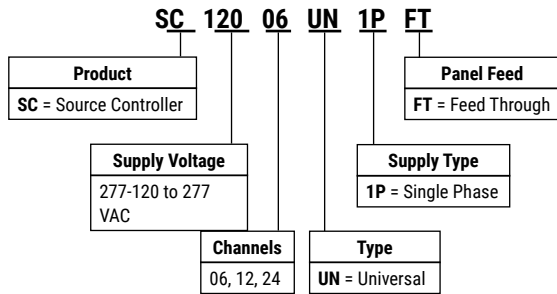 SC 120 06 UN 1P FT
Product
SC = Source Controller
Panel Feed
FT = Feed Through
Supply Voltage
277-120 to 277
VAC
Supply Type
1P = Single Phase
Channels
06, 12, 24
Type
UN = Universal